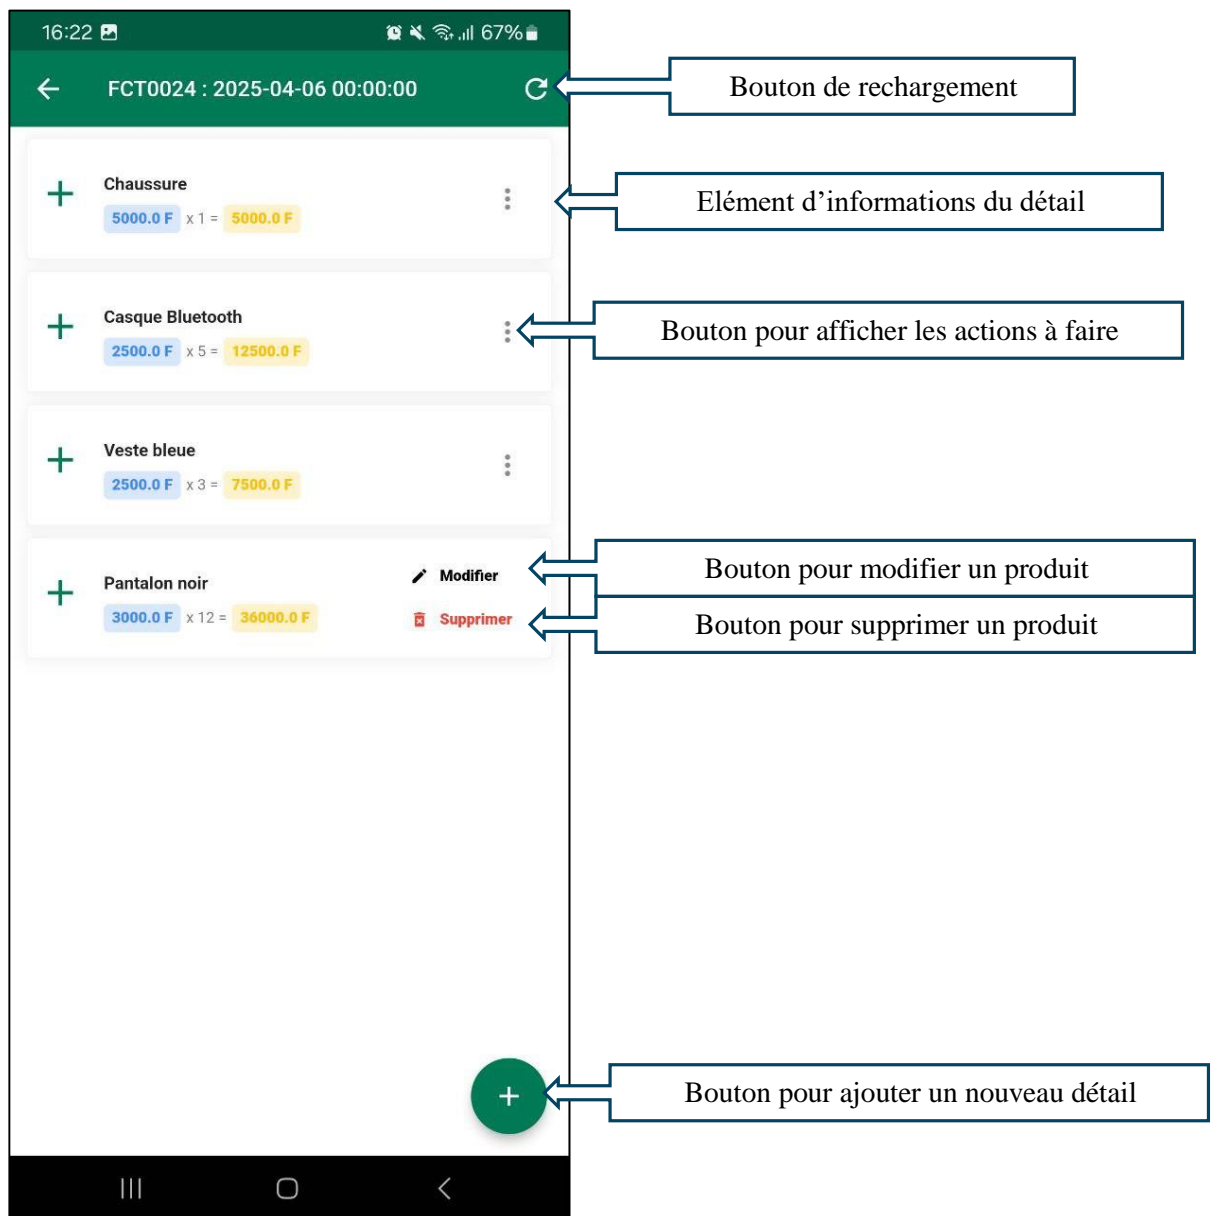 16:22 67%
FCT0024 : 2025-04-06 00:00:00
Bouton de rechargement
Chaussure
5000.0 F x 1 = 5000.0 F
Elément d’informations du détail
Casque Bluetooth
2500.0 F x 5 = 12500.0 F
Bouton pour afficher les actions à faire
Veste bleue
2500.0 F x 3 = 7500.0 F
Pantalon noir
3000.0 F x 12 = 36000.0 F
Modifier
Supprimer
Bouton pour modifier un produit
Bouton pour supprimer un produit
Bouton pour ajouter un nouveau détail